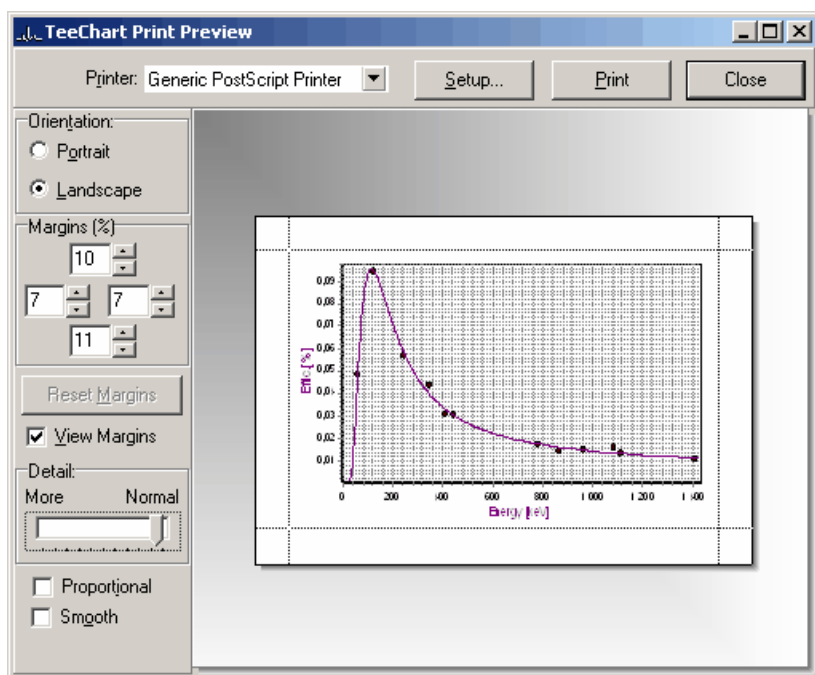 TeeChart Print Preview
Printer: Generic PostScript Printer Setup... Print Close
Orientation:
Portrait
Landscape
Margins (%)
10
7 7
11
Reset Margins
View Margins
Detail:
More Normal
Proportional
Smooth
0,09
0,08
0,07
0,06
0,05
0,04
0,03
0,02
0,01
Effic.[%]
0 200 400 600 800 1 000 1 200 1 400
Energy [keV]